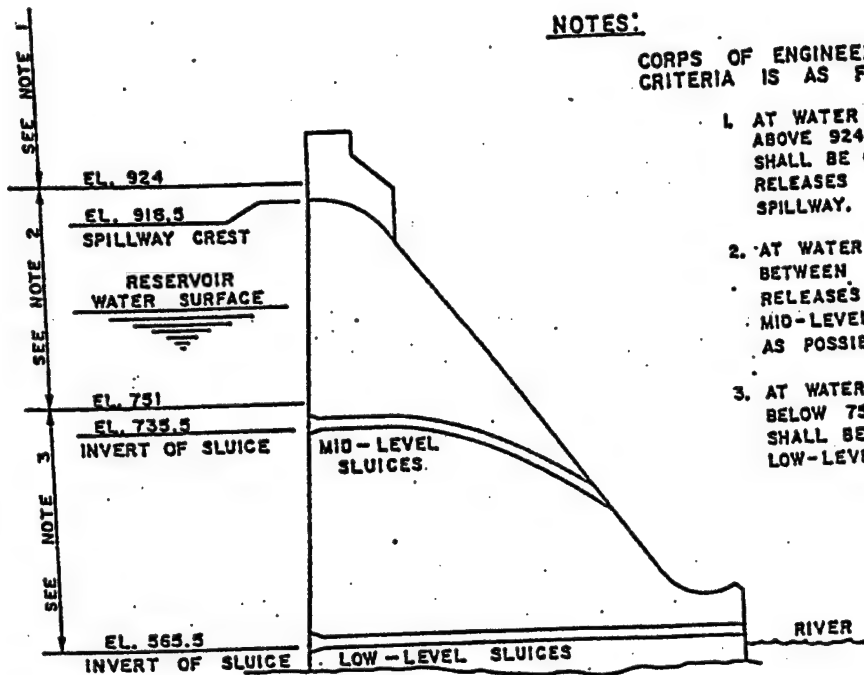 NOTES:
CORPS OF ENGINEE
CRITERIA IS AS F
1. AT WATER
ABOVE 924
SHALL BE
RELEASES
SPILLWAY.
2. AT WATER
BETWEEN
RELEASES
MID-LEVEL
AS POSSIB
3. AT WATER
BELOW 75
SHALL BE
LOW-LEVE
SEE NOTE 1
EL. 924
EL. 916.5
SPILLWAY CREST
SEE NOTE 2
RESERVOIR
WATER SURFACE
EL. 751
EL. 735.5
INVERT OF SLUICE
MID-LEVEL
SLUICES.
SEE NOTE 3
EL. 565.5
INVERT OF SLUICE
LOW-LEVEL SLUICES
RIVER